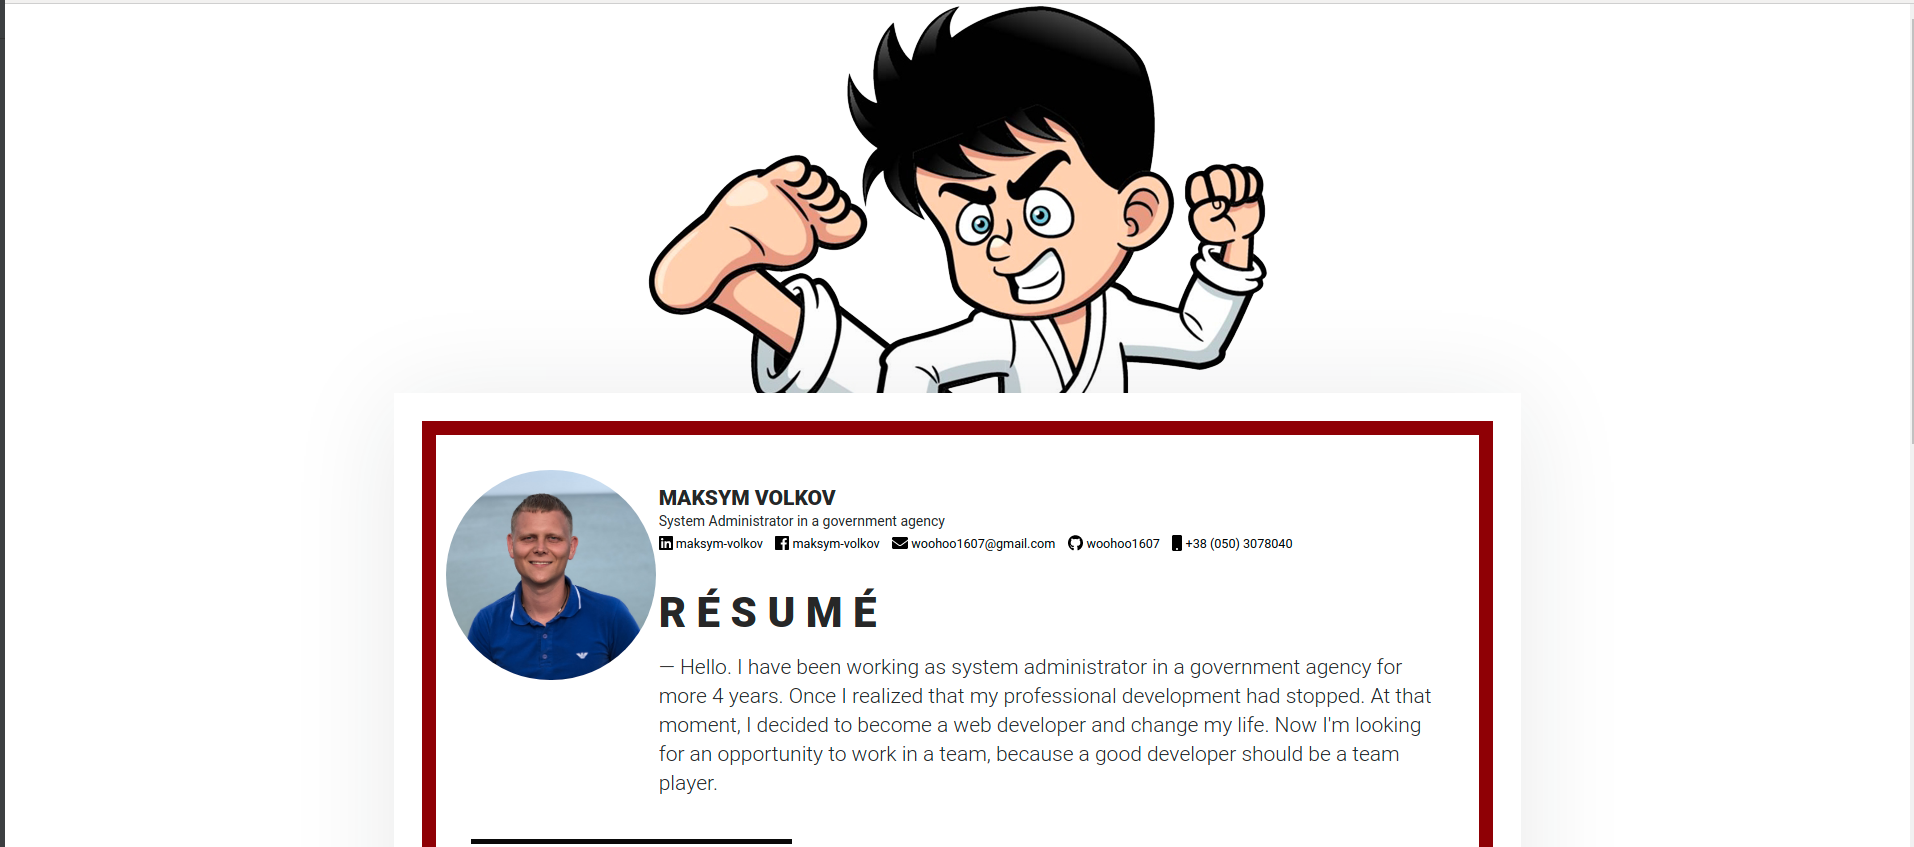 MAKSYM VOLKOV
System Administrator in a government agency
maksym-volkov maksym-volkov woohoo1607@gmail.com woohoo1607 +38 (050) 3078040
RÉSUMÉ
— Hello. I have been working as system administrator in a government agency for
more 4 years. Once I realized that my professional development had stopped. At that
moment, I decided to become a web developer and change my life. Now I'm looking
for an opportunity to work in a team, because a good developer should be a team
player.